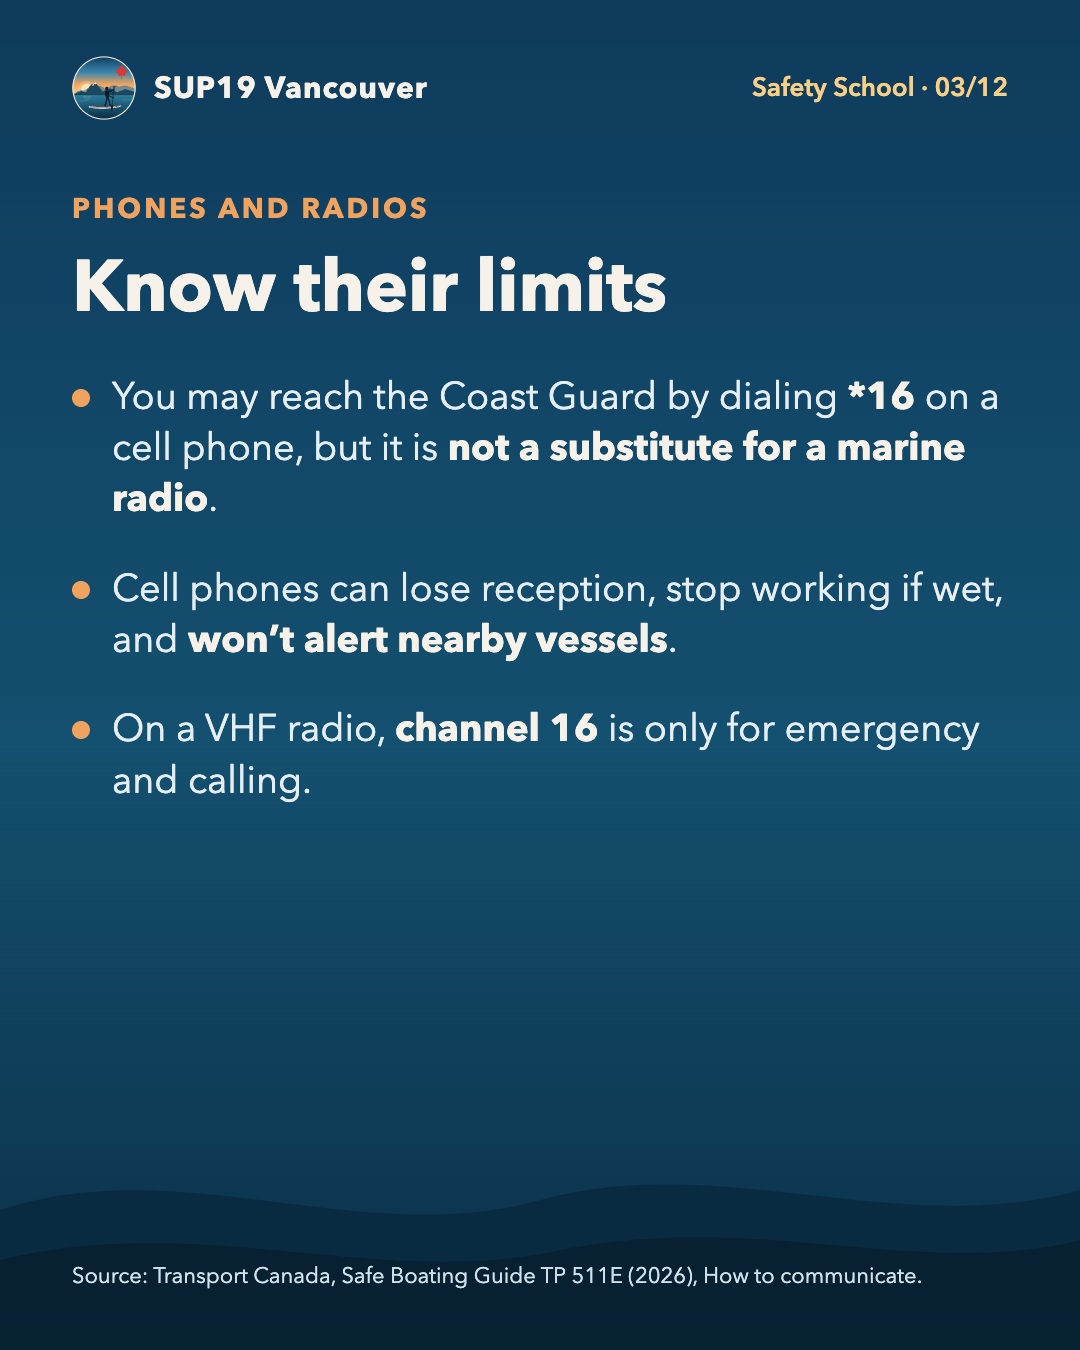 SUP19 Vancouver
Safety School · 03/12
PHONES AND RADIOS
Know their limits
You may reach the Coast Guard by dialing *16 on a
cell phone, but it is not a substitute for a marine
radio.
Cell phones can lose reception, stop working if wet,
and won’t alert nearby vessels.
On a VHF radio, channel 16 is only for emergency
and calling.
Source: Transport Canada, Safe Boating Guide TP 511E (2026), How to communicate.